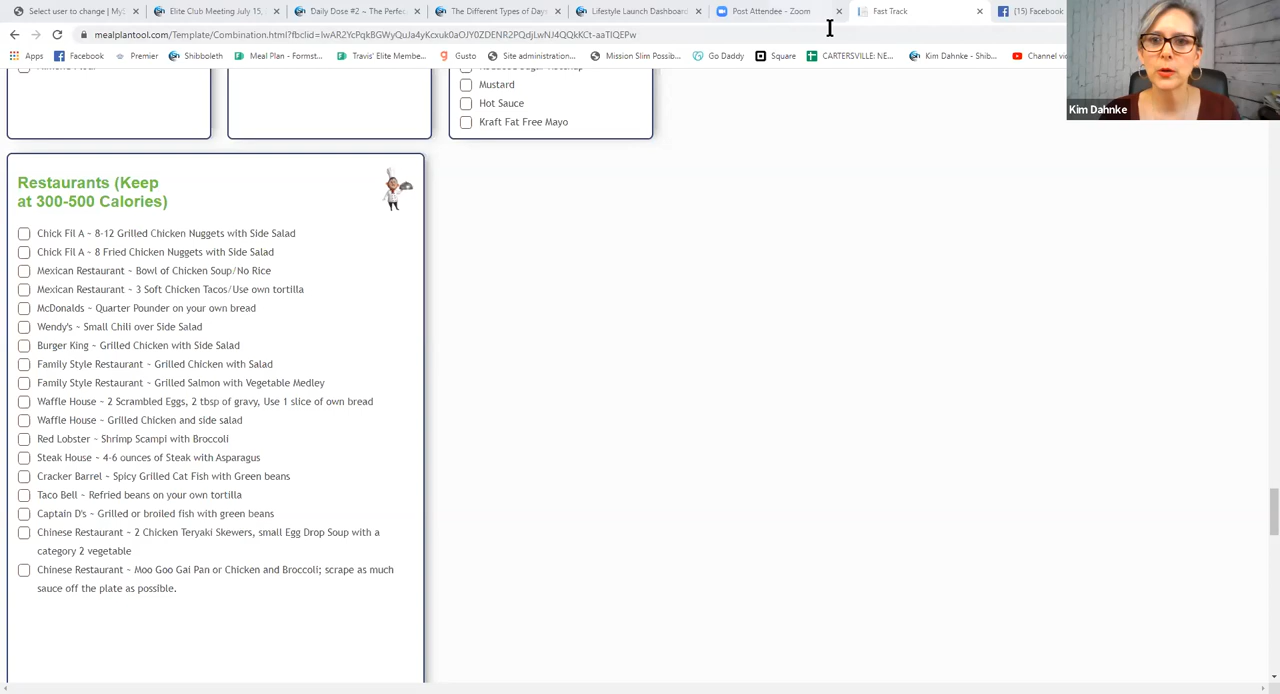 Select user to change | MyS
Elite Club Meeting July 15,
Daily Dose #2 ~ The Perfec
The Different Types of Days
Lifestyle Launch Dashboard
Post Attendee - Zoom
Fast Track
(15) Facebook
Apps
Facebook
Premier
Shibboleth
Meal Plan - Formst...
Travis' Elite Membe...
Gusto
Site administration...
Mission Slim Possib...
Go Daddy
Square
CARTERSVILLE: NE...
Kim Dahnke - Shib...
Channel vi
Kim Dahnke
Mustard
Hot Sauce
Kraft Fat Free Mayo
Restaurants (Keep
at 300-500 Calories)
Chick Fil A ~ 8-12 Grilled Chicken Nuggets with Side Salad
Chick Fil A ~ 8 Fried Chicken Nuggets with Side Salad
Mexican Restaurant ~ Bowl of Chicken Soup/No Rice
Mexican Restaurant ~ 3 Soft Chicken Tacos/Use own tortilla
McDonalds ~ Quarter Pounder on your own bread
Wendy's ~ Small Chili over Side Salad
Burger King ~ Grilled Chicken with Side Salad
Family Style Restaurant ~ Grilled Chicken with Salad
Family Style Restaurant ~ Grilled Salmon with Vegetable Medley
Waffle House ~ 2 Scrambled Eggs, 2 tbsp of gravy, Use 1 slice of own bread
Waffle House ~ Grilled Chicken and side salad
Red Lobster ~ Shrimp Scampi with Broccoli
Steak House ~ 4-6 ounces of Steak with Asparagus
Cracker Barrel ~ Spicy Grilled Cat Fish with Green beans
Taco Bell ~ Refried beans on your own tortilla
Captain D's ~ Grilled or broiled fish with green beans
Chinese Restaurant ~ 2 Chicken Teryaki Skewers, small Egg Drop Soup with a
category 2 vegetable
Chinese Restaurant ~ Moo Goo Gai Pan or Chicken and Broccoli; scrape as much
sauce off the plate as possible.